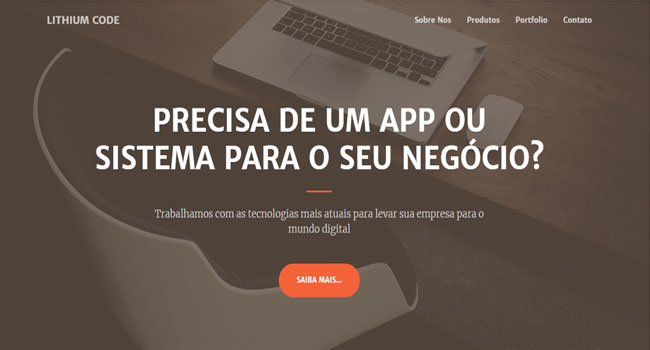 LITHIUM CODE
Sobre Nos Produtos Portfolio Contato
PRECISA DE UM APP OU
SISTEMA PARA O SEU NEGÓCIO?
Trabalhamos com as tecnologias mais atuais para levar sua empresa para o
mundo digital
SAIBA MAIS...